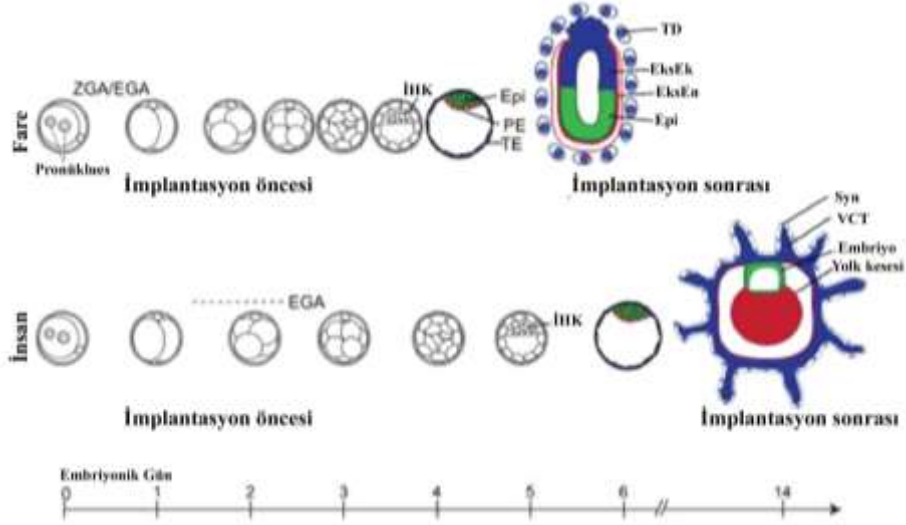 TD
ZGA/EGA
İHK
EksEk
Epi
EksEn
Fare
PE
Epi
TE
Pronüklues
İmplantasyon öncesi
İmplantasyon sonrası
Syn
VCT
Embriyo
Yolk kesesi
EGA
İHK
İnsan
İmplantasyon öncesi
İmplantasyon sonrası
Embriyonik Gün
0 1 2 3 4 5 6 // 14